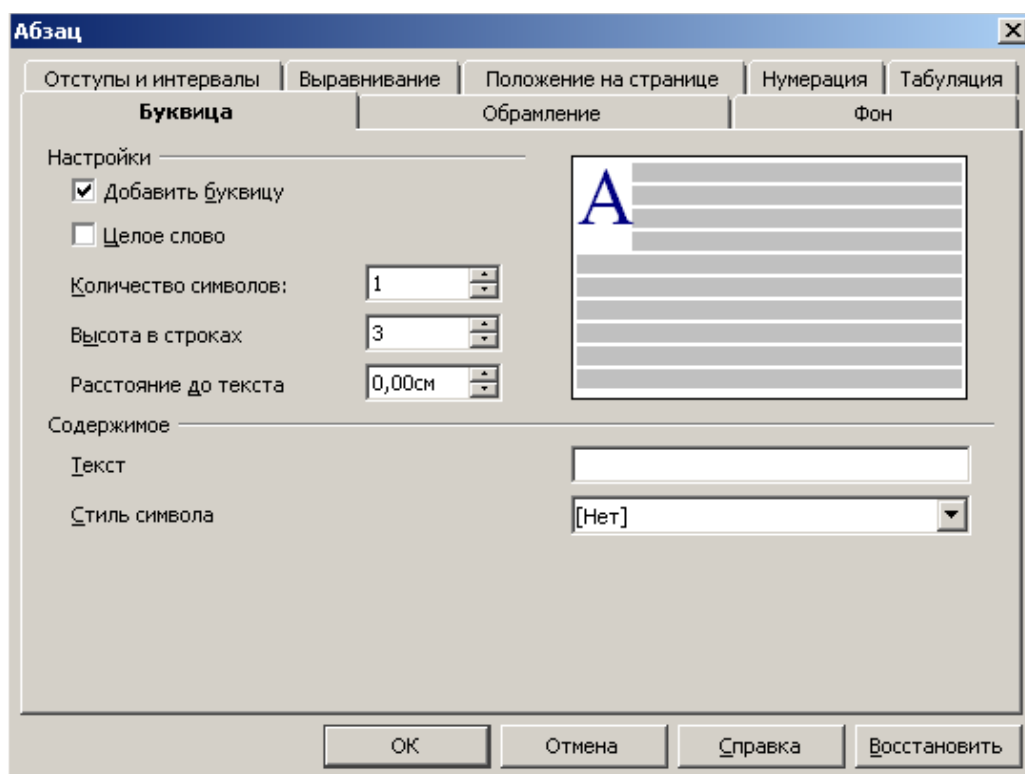 Абзац
Отступы и интервалы Выравнивание Положение на странице Нумерация Табуляция
Буквица Обрамление Фон
Настройки
Добавить буквицу
Целое слово
Количество символов: 1
Высота в строках 3
Расстояние до текста 0,00см
A
Содержимое
Текст
Стиль символа [Нет]
ОК Отмена Справка Восстановить